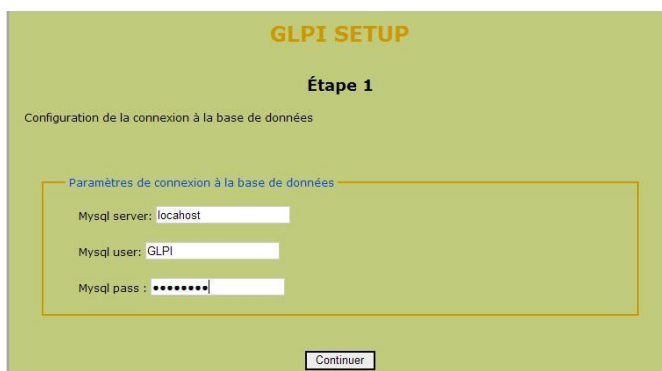 GLPI SETUP
Étape 1
Configuration de la connexion à la base de données
Paramètres de connexion à la base de données
Mysql server: locahost
Mysql user: GLPI
Mysql pass : ••••••••
Continuer